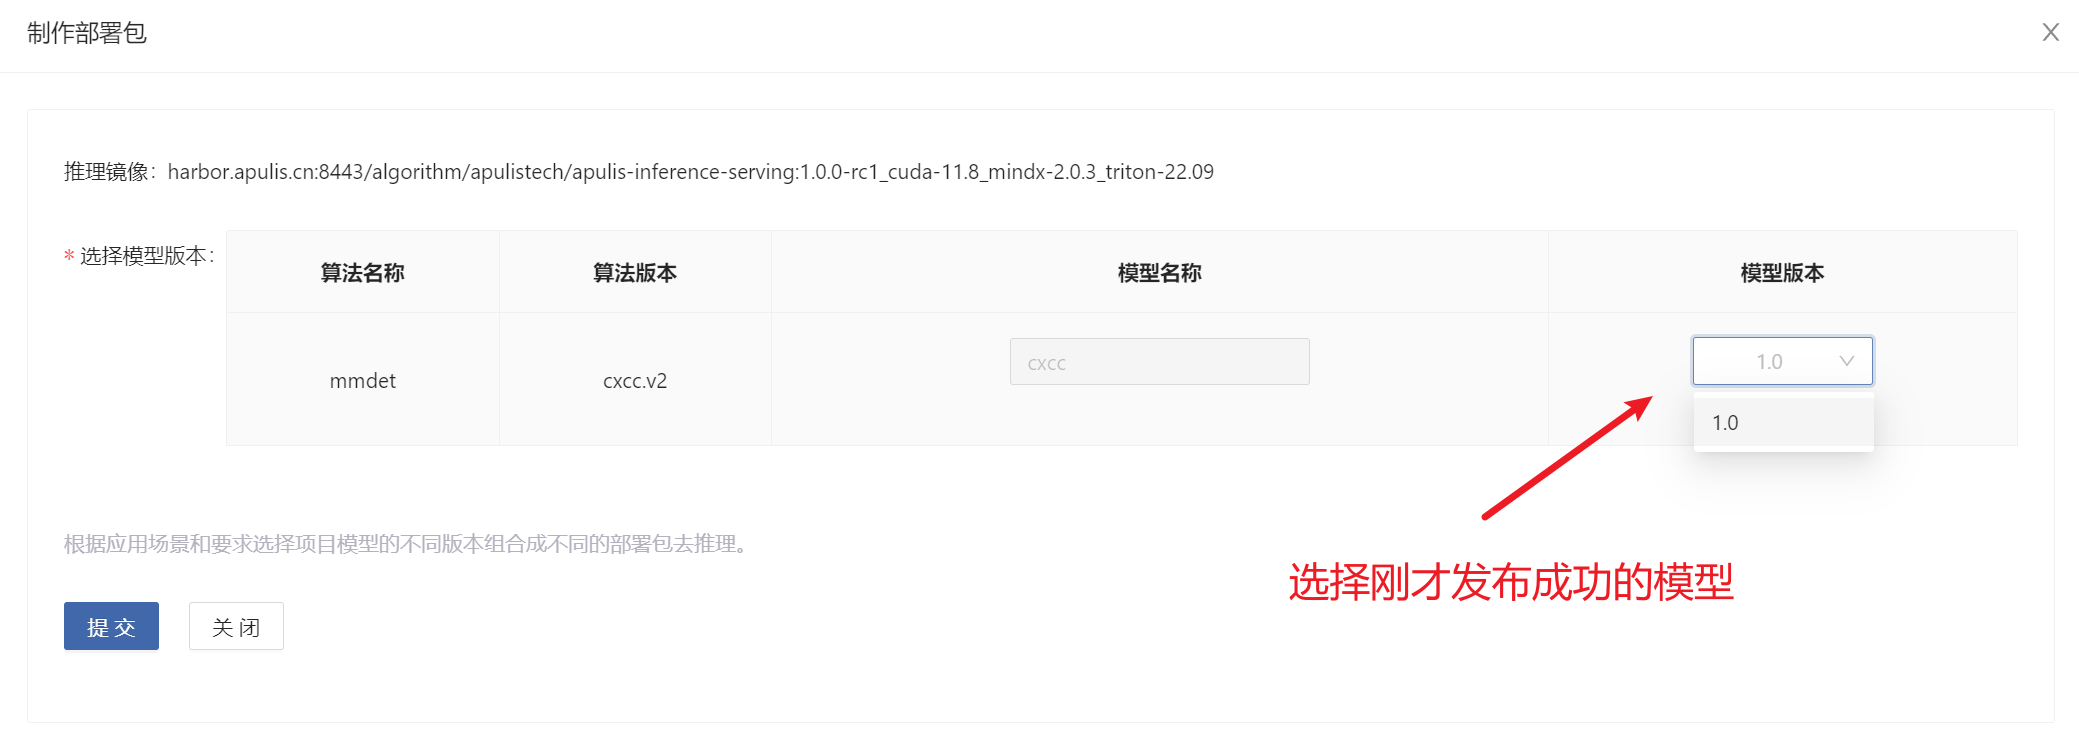 制作部署包
推理镜像：harbor.apulis.cn:8443/algorithm/apulistech/apulis-inference-serving:1.0.0-rc1_cuda-11.8_mindx-2.0.3_triton-22.09
* 选择模型版本：
算法名称 算法版本 模型名称 模型版本
mmdet cxcc.v2 cxcc 1.0
1.0
根据应用场景和要求选择项目模型的不同版本组合成不同的部署包去推理。
选择刚才发布成功的模型
提 交 关 闭